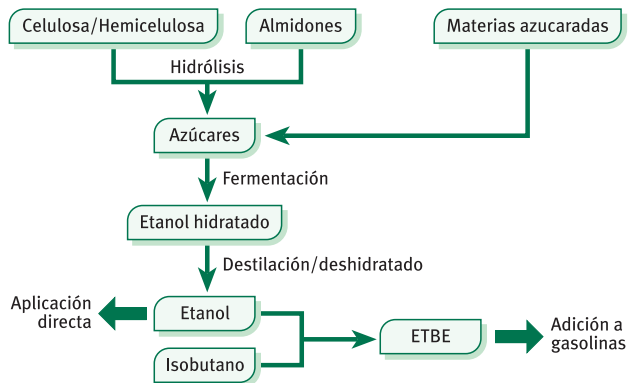 Celulosa/Hemicelulosa
Almidones
Materias azucaradas
Hidrólisis
Azúcares
Fermentación
Etanol hidratado
Destilación/deshidratado
Aplicación
directa
Etanol
Isobutano
ETBE
Adición a
gasolinas